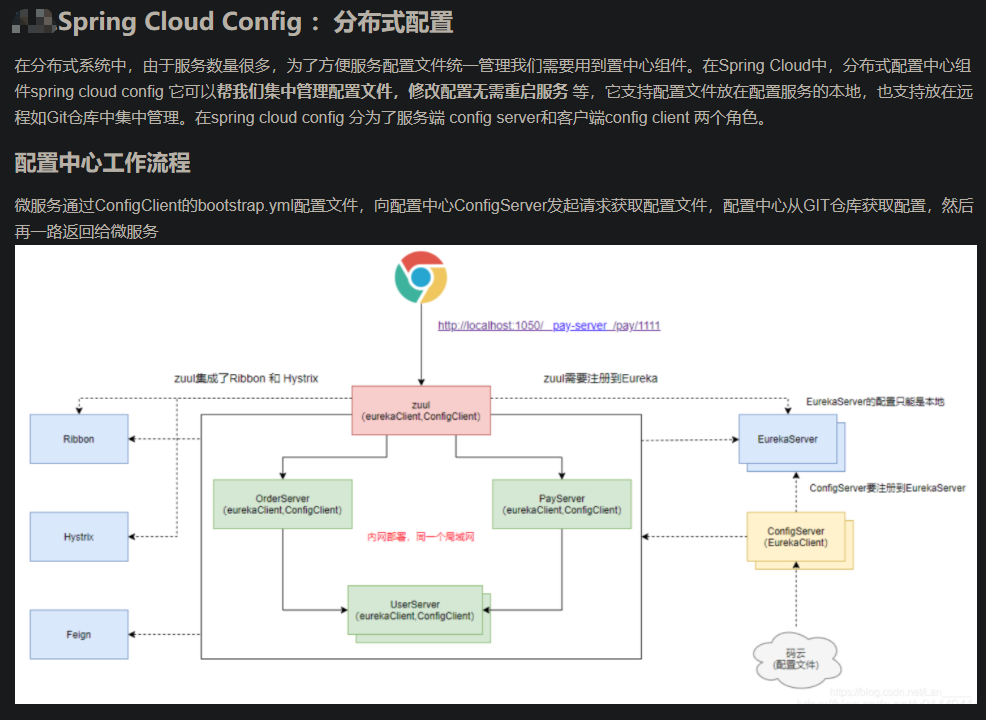 Spring Cloud Config ：分布式配置
在分布式系统中，由于服务数量很多，为了方便服务配置文件统一管理我们需要用到置中心组件。在Spring Cloud中，分布式配置中心组
件spring cloud config 它可以帮我们集中管理配置文件，修改配置无需重启服务 等，它支持配置文件放在配置服务的本地，也支持放在远
程如Git仓库中集中管理。在spring cloud config 分为了服务端 config server和客户端config client 两个角色。
配置中心工作流程
微服务通过ConfigClient的bootstrap.yml配置文件，向配置中心ConfigServer发起请求获取配置文件，配置中心从GIT仓库获取配置，然后
再一路返回给微服务
http://localhost:1050/ pay-server /pay/1111
zuul集成了Ribbon 和 Hystrix
zuul需要注册到Eureka
zuul
(eurekaClient,ConfigClient)
EurekaServer的配置只能是本地
Ribbon
EurekaServer
OrderServer
(eurekaClient,ConfigClient)
PayServer
(eurekaClient,ConfigClient)
ConfigServer要注册到EurekaServer
Hystrix
内网部署，同一个局域网
ConfigServer
(EurekaClient)
UserServer
(eurekaClient,ConfigClient)
Feign
码云
(配置文件)